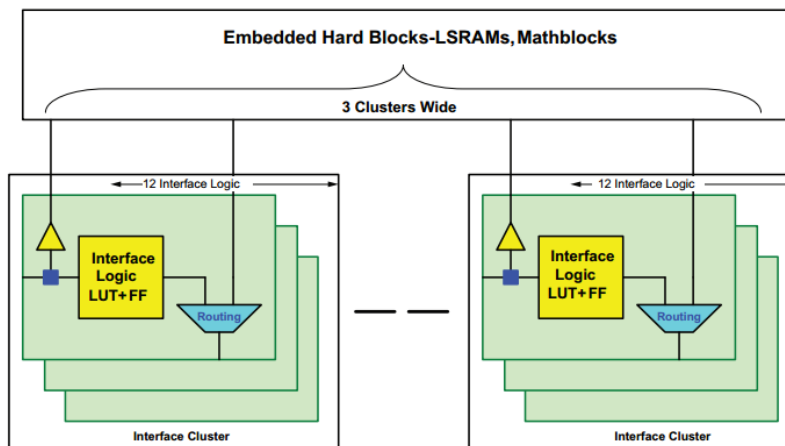 Embedded Hard Blocks-LSRAMs, Mathblocks
3 Clusters Wide
12 Interface Logic
Interface
Logic
LUT+FF
Routing
Interface Cluster
12 Interface Logic
Interface
Logic
LUT+FF
Routing
Interface Cluster